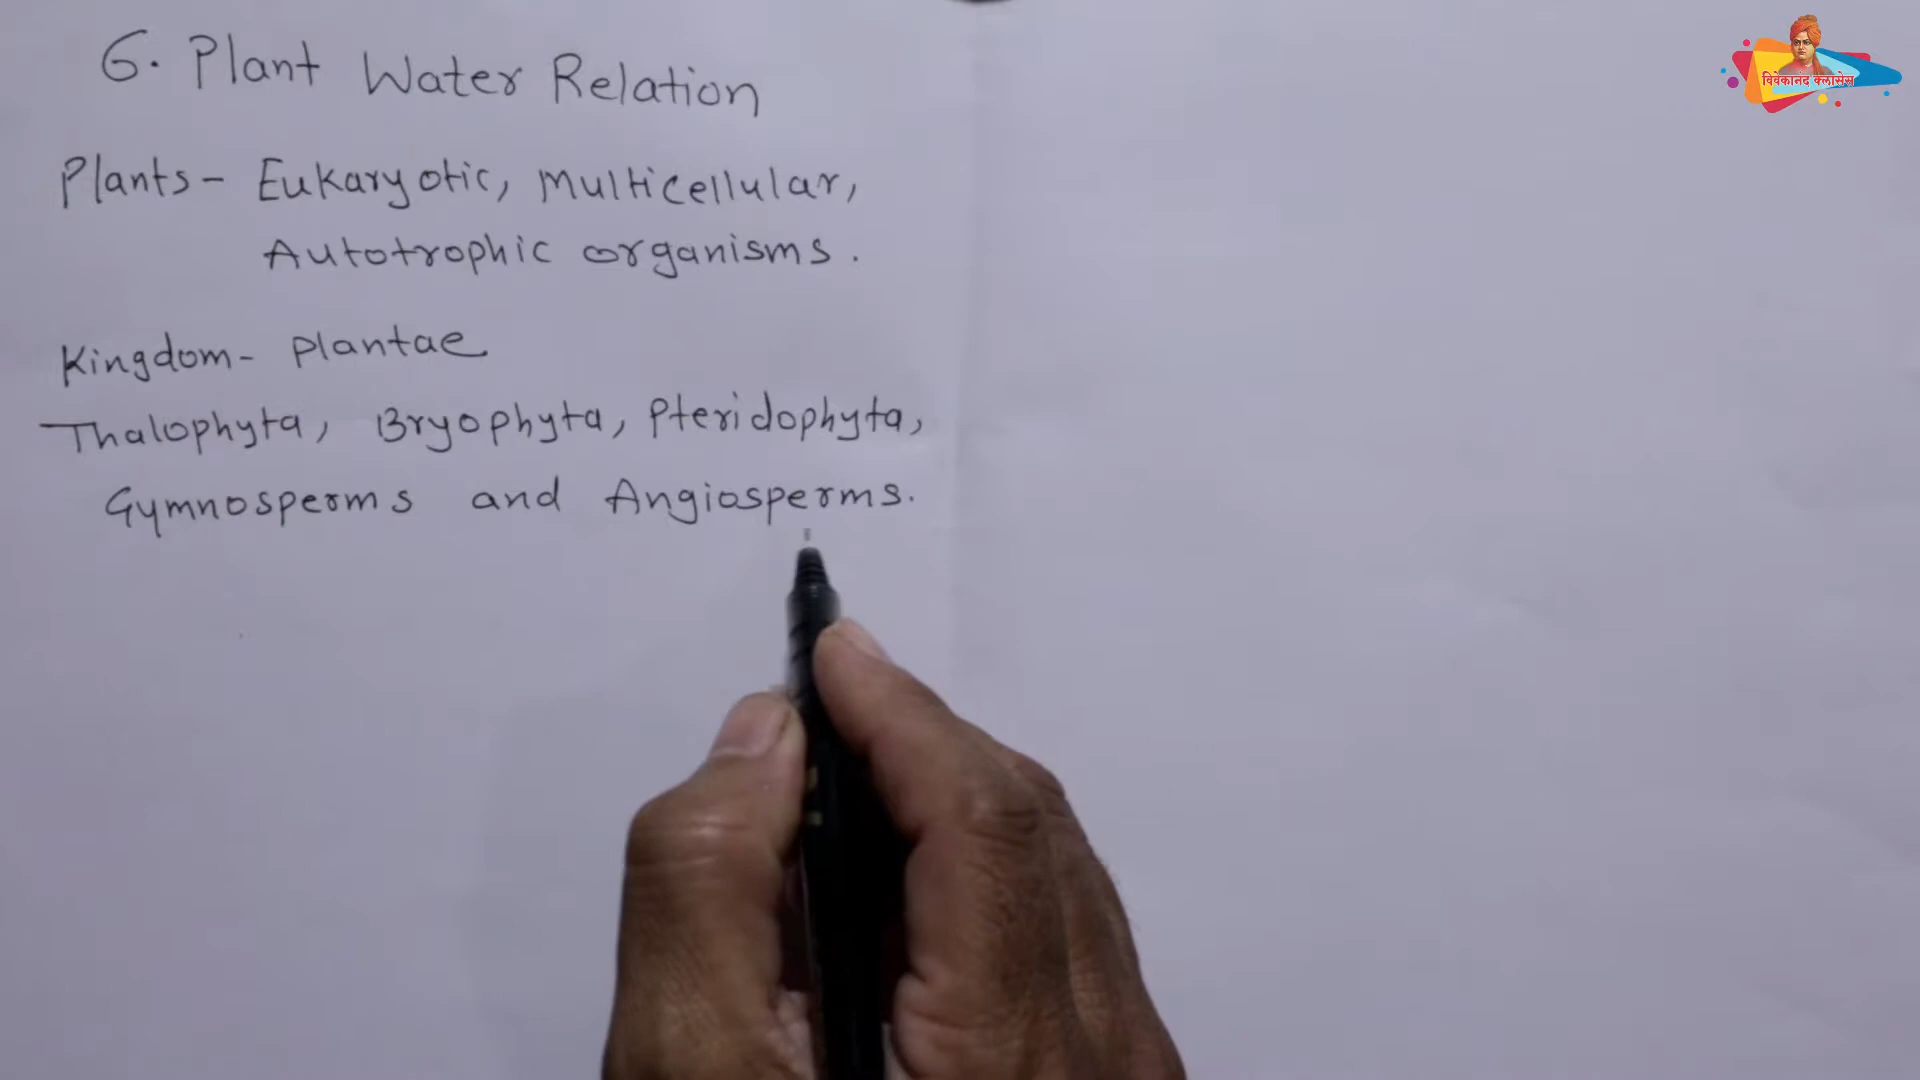 6. Plant Water Relation
Plants- Eukaryotic, Multicellular,
Autotrophic organisms.
Kingdom- Plantae
Thalophyta, Bryophyta, Pteridophyta,
Gymnosperms and Angiosperms.
विवेकानंद क्लासेस